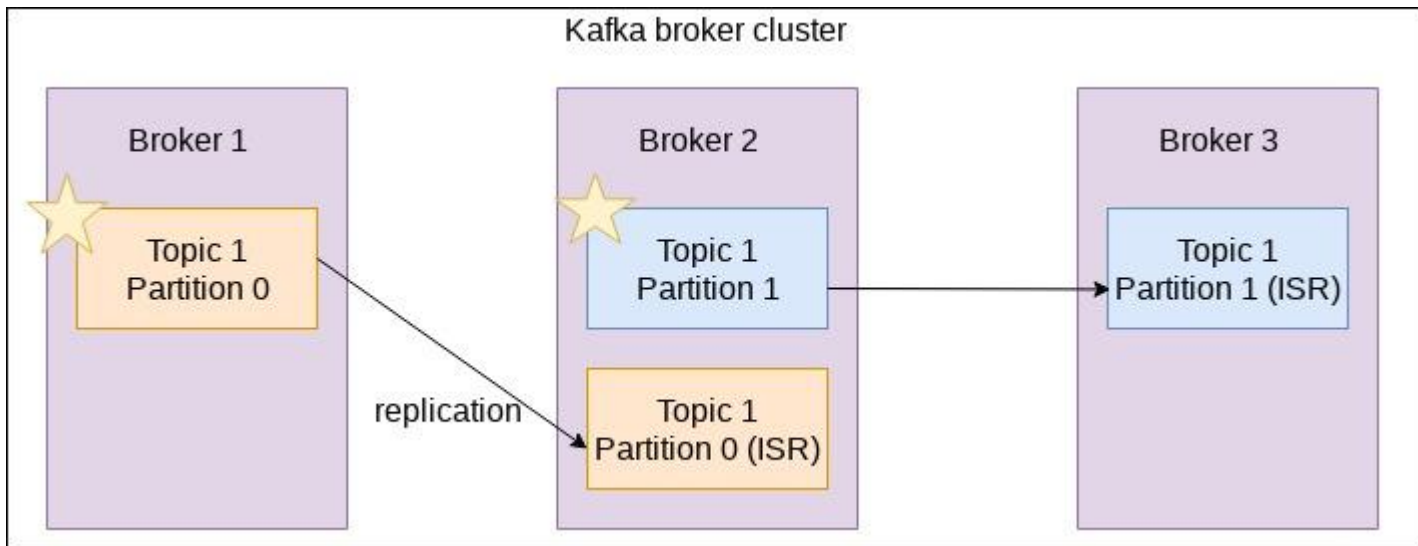 Kafka broker cluster
Broker 1
Topic 1
Partition 0
replication
Broker 2
Topic 1
Partition 1
Topic 1
Partition 0 (ISR)
Broker 3
Topic 1
Partition 1 (ISR)